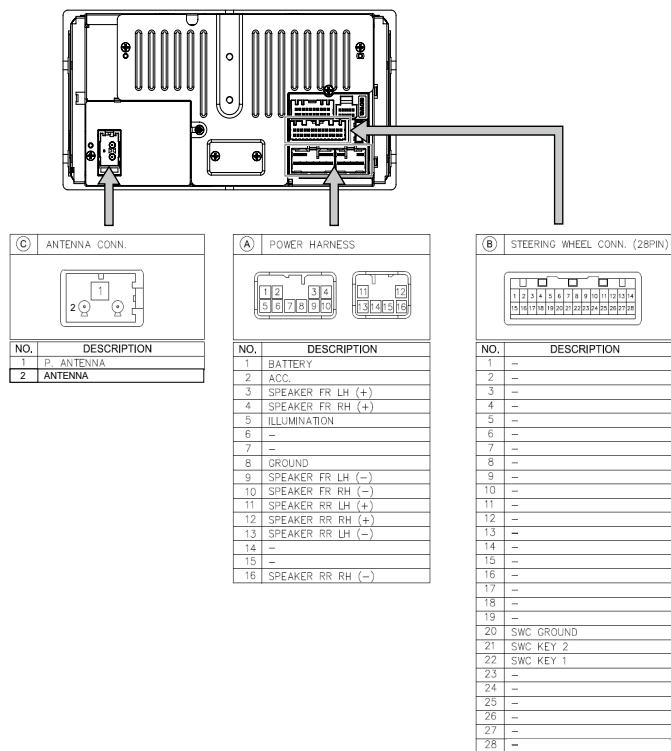 C ANTENNA CONN.
1
2
NO. DESCRIPTION
1 P. ANTENNA
2 ANTENNA
A POWER HARNESS
1 2 3 4 11 12
5 6 7 8 9 10 13 14 15 16
NO. DESCRIPTION
1 BATTERY
2 ACC.
3 SPEAKER FR LH (+)
4 SPEAKER FR RH (+)
5 ILLUMINATION
6 –
7 –
8 GROUND
9 SPEAKER FR LH (–)
10 SPEAKER FR RH (–)
11 SPEAKER RR LH (+)
12 SPEAKER RR RH (+)
13 SPEAKER RR LH (–)
14 –
15 –
16 SPEAKER RR RH (–)
B STEERING WHEEL CONN. (28PIN)
1 2 3 4 5 6 7 8 9 10 11 12 13 14
15 16 17 18 19 20 21 22 23 24 25 26 27 28
NO. DESCRIPTION
1 –
2 –
3 –
4 –
5 –
6 –
7 –
8 –
9 –
10 –
11 –
12 –
13 –
14 –
15 –
16 –
17 –
18 –
19 –
20 SWC GROUND
21 SWC KEY 2
22 SWC KEY 1
23 –
24 –
25 –
26 –
27 –
28 –